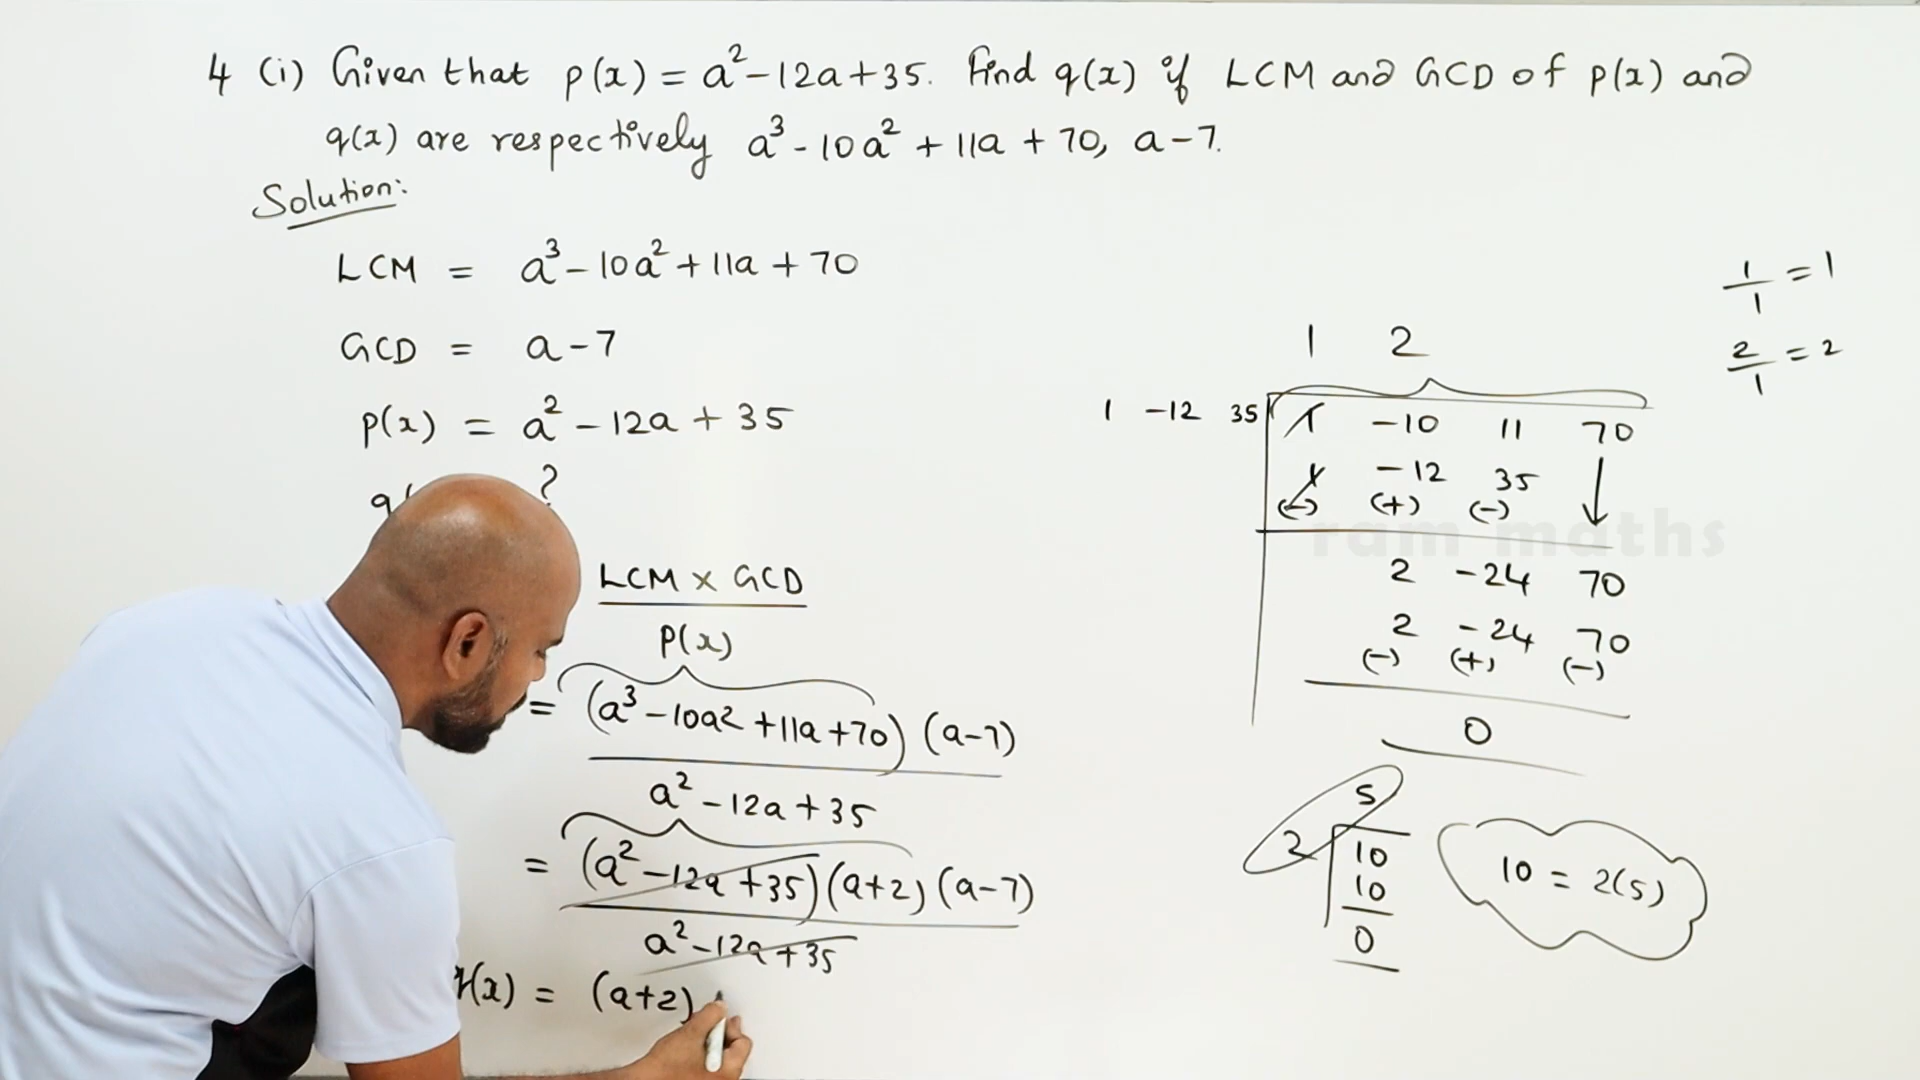 4 (i) Given that p(x) = a² - 12a + 35. Find q(x) if LCM and GCD of p(x) and
q(x) are respectively a³ - 10a² + 11a + 70, a - 7.
Solution:
LCM = a³ - 10a² + 11a + 70
GCD = a - 7
p(x) = a² - 12a + 35
q( ?
LCM x GCD
P(x)
= (a³ - 10a² + 11a + 70) (a - 7)
a² - 12a + 35
= (a² - 12a + 35) (a + 2) (a - 7)
a² - 12a + 35
q(x) = (a + 2)
1/1 = 1
2/1 = 2
1 2
1 -12 35 1 -10 11 70
1 -12 35
(-) (+) (-)
ram maths
2 -24 70
2 -24 70
(-) (+) (-)
0
5
2 10
10
0
10 = 2(5)